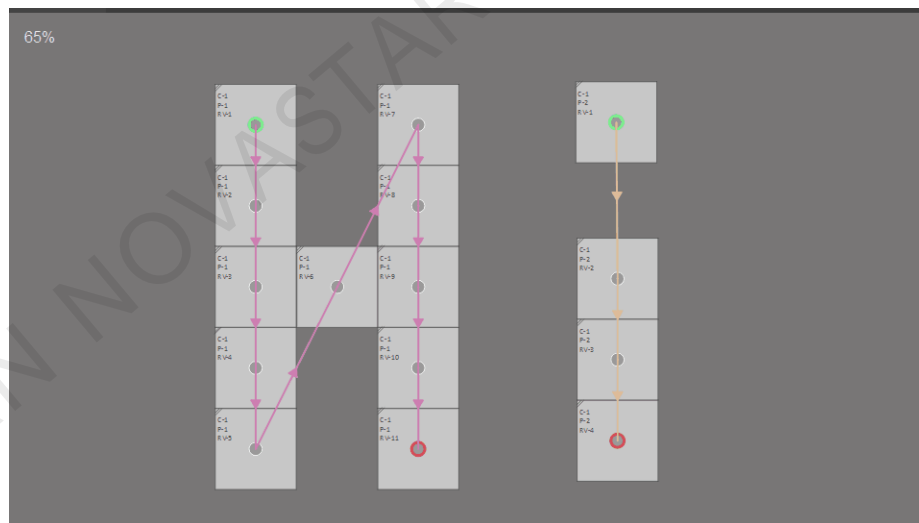 65%
C-1
P-1
RV-1
C-1
P-1
RV-2
C-1
P-1
RV-3
C-1
P-1
RV-4
C-1
P-1
RV-5
C-1
P-1
RV-6
C-1
P-1
RV-7
C-1
P-1
RV-8
C-1
P-1
RV-9
C-1
P-1
RV-10
C-1
P-1
RV-11
C-1
P-2
RV-1
C-1
P-2
RV-2
C-1
P-2
RV-3
C-1
P-2
RV-4
N NOVASTAR